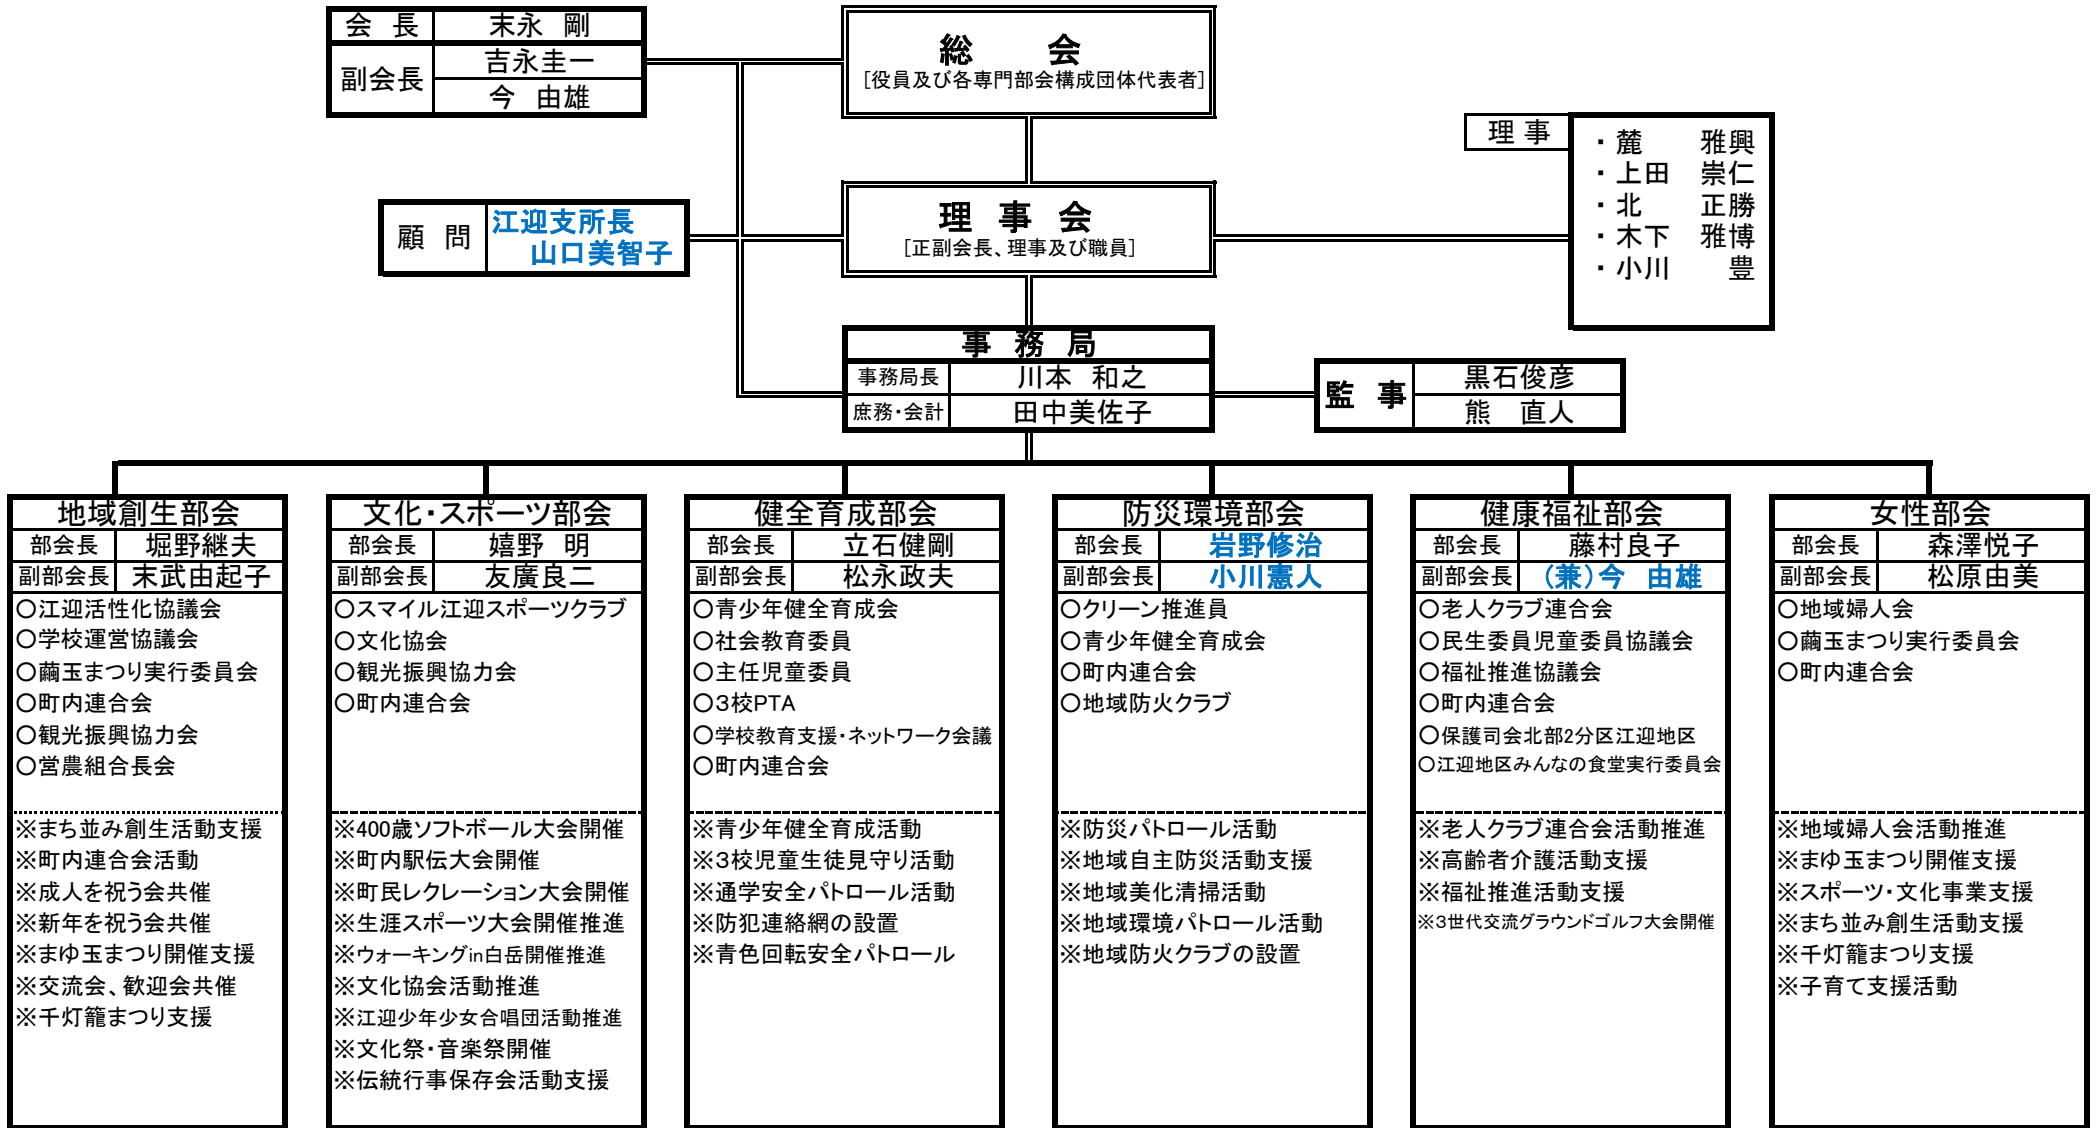 会　長　末永　剛
副会長　吉永圭一
今　由雄
総　会
[役員及び各専門部会構成団体代表者]
理 事
・麓　雅興
・上田　崇仁
・北　正勝
・木下　雅博
・小川　豊
顧　問　江迎支所長
山口美智子
理　事　会
[正副会長、理事及び職員]
事　務　局
事務局長　川本　和之
庶務・会計　田中美佐子
監　事　黒石俊彦
熊　直人
地域創生部会
部会長　堀野継夫
副部会長　末武由起子
○江迎活性化協議会
○学校運営協議会
○繭玉まつり実行委員会
○町内連合会
○観光振興協力会
○営農組合長会
※まち並み創生活動支援
※町内連合会活動
※成人を祝う会共催
※新年を祝う会共催
※まゆ玉まつり開催支援
※交流会、歓迎会共催
※千灯籠まつり支援
文化・スポーツ部会
部会長　嬉野　明
副部会長　友廣良二
○スマイル江迎スポーツクラブ
○文化協会
○観光振興協力会
○町内連合会
※400歳ソフトボール大会開催
※町内駅伝大会開催
※町民レクレーション大会開催
※生涯スポーツ大会開催推進
※ウォーキングin白岳開催推進
※文化協会活動推進
※江迎少年少女合唱団活動推進
※文化祭・音楽祭開催
※伝統行事保存会活動支援
健全育成部会
部会長　立石健剛
副部会長　松永政夫
○青少年健全育成会
○社会教育委員
○主任児童委員
○3校PTA
○学校教育支援・ネットワーク会議
○町内連合会
※青少年健全育成活動
※3校児童生徒見守り活動
※通学安全パトロール活動
※防犯連絡網の設置
※青色回転安全パトロール
防災環境部会
部会長　岩野修治
副部会長　小川憲人
○クリーン推進員
○青少年健全育成会
○町内連合会
○地域防火クラブ
※防災パトロール活動
※地域自主防災活動支援
※地域美化清掃活動
※地域環境パトロール活動
※地域防火クラブの設置
健康福祉部会
部会長　藤村良子
副部会長　（兼）今　由雄
○老人クラブ連合会
○民生委員児童委員協議会
○福祉推進協議会
○町内連合会
○保護司会北部2分区江迎地区
○江迎地区みんなの食堂実行委員会
※老人クラブ連合会活動推進
※高齢者介護活動支援
※福祉推進活動支援
※3世代交流グラウンドゴルフ大会開催
女性部会
部会長　森澤悦子
副部会長　松原由美
○地域婦人会
○繭玉まつり実行委員会
○町内連合会
※地域婦人会活動推進
※まゆ玉まつり開催支援
※スポーツ・文化事業支援
※まち並み創生活動支援
※千灯籠まつり支援
※子育て支援活動